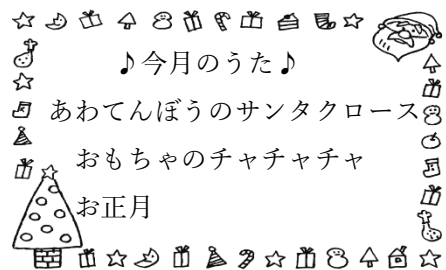 ♪今月のうた♪
あわてんぼうのサンタクロース
おもちゃのチャチャチャ
お正月